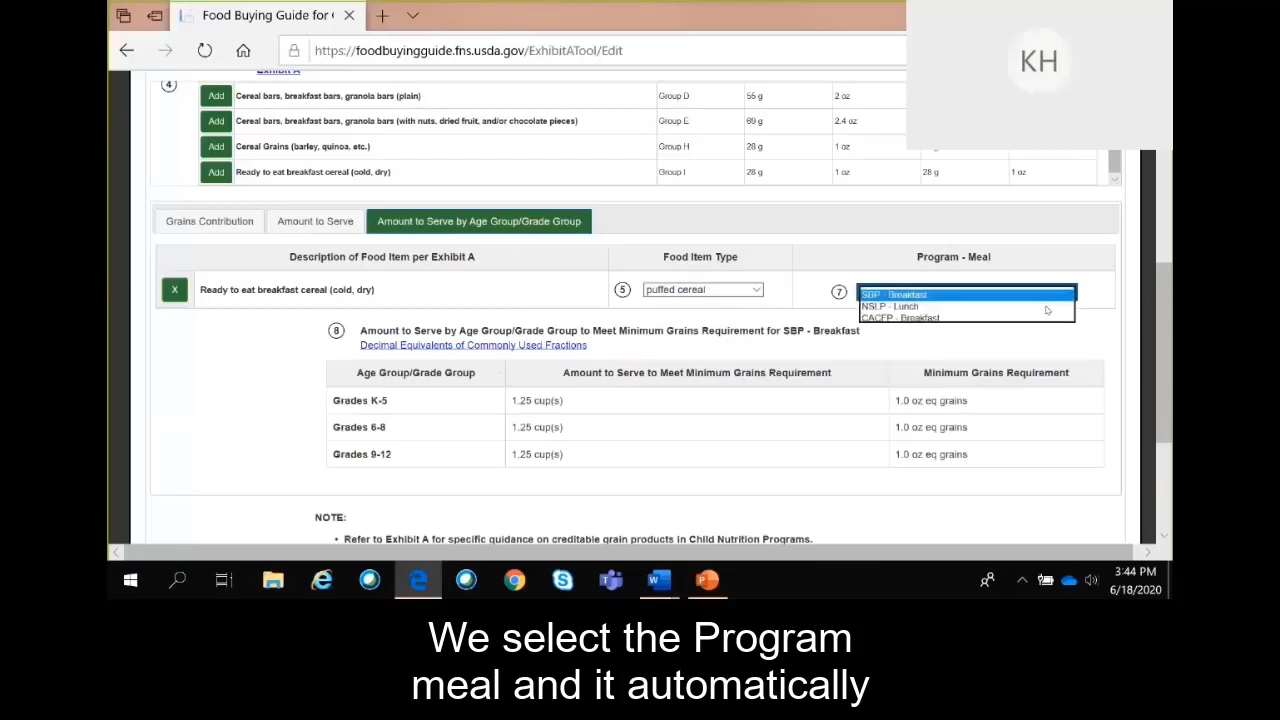 Food Buying Guide for
https://foodbuyingguide.fns.usda.gov/ExhibitATool/Edit
KH
Exhibit A
4
Add Cereal bars, breakfast bars, granola bars (plain) Group D 55 g 2 oz
Add Cereal bars, breakfast bars, granola bars (with nuts, dried fruit, and/or chocolate pieces) Group E 69 g 2.4 oz
Add Cereal Grains (barley, quinoa, etc.) Group H 28 g 1 oz
Add Ready to eat breakfast cereal (cold, dry) Group I 28 g 1 oz 28 g 1 oz
Grains Contribution Amount to Serve Amount to Serve by Age Group/Grade Group
Description of Food Item per Exhibit A Food Item Type Program - Meal
X Ready to eat breakfast cereal (cold, dry) 5 puffed cereal 7
SBP - Breakfast
NSLP - Lunch
CACFP - Breakfast
8 Amount to Serve by Age Group/Grade Group to Meet Minimum Grains Requirement for SBP - Breakfast
Decimal Equivalents of Commonly Used Fractions
Age Group/Grade Group Amount to Serve to Meet Minimum Grains Requirement Minimum Grains Requirement
Grades K-5 1.25 cup(s) 1.0 oz eq grains
Grades 6-8 1.25 cup(s) 1.0 oz eq grains
Grades 9-12 1.25 cup(s) 1.0 oz eq grains
NOTE:
• Refer to Exhibit A for specific guidance on creditable grain products in Child Nutrition Programs.
3:44 PM
6/18/2020
We select the Program
meal and it automatically